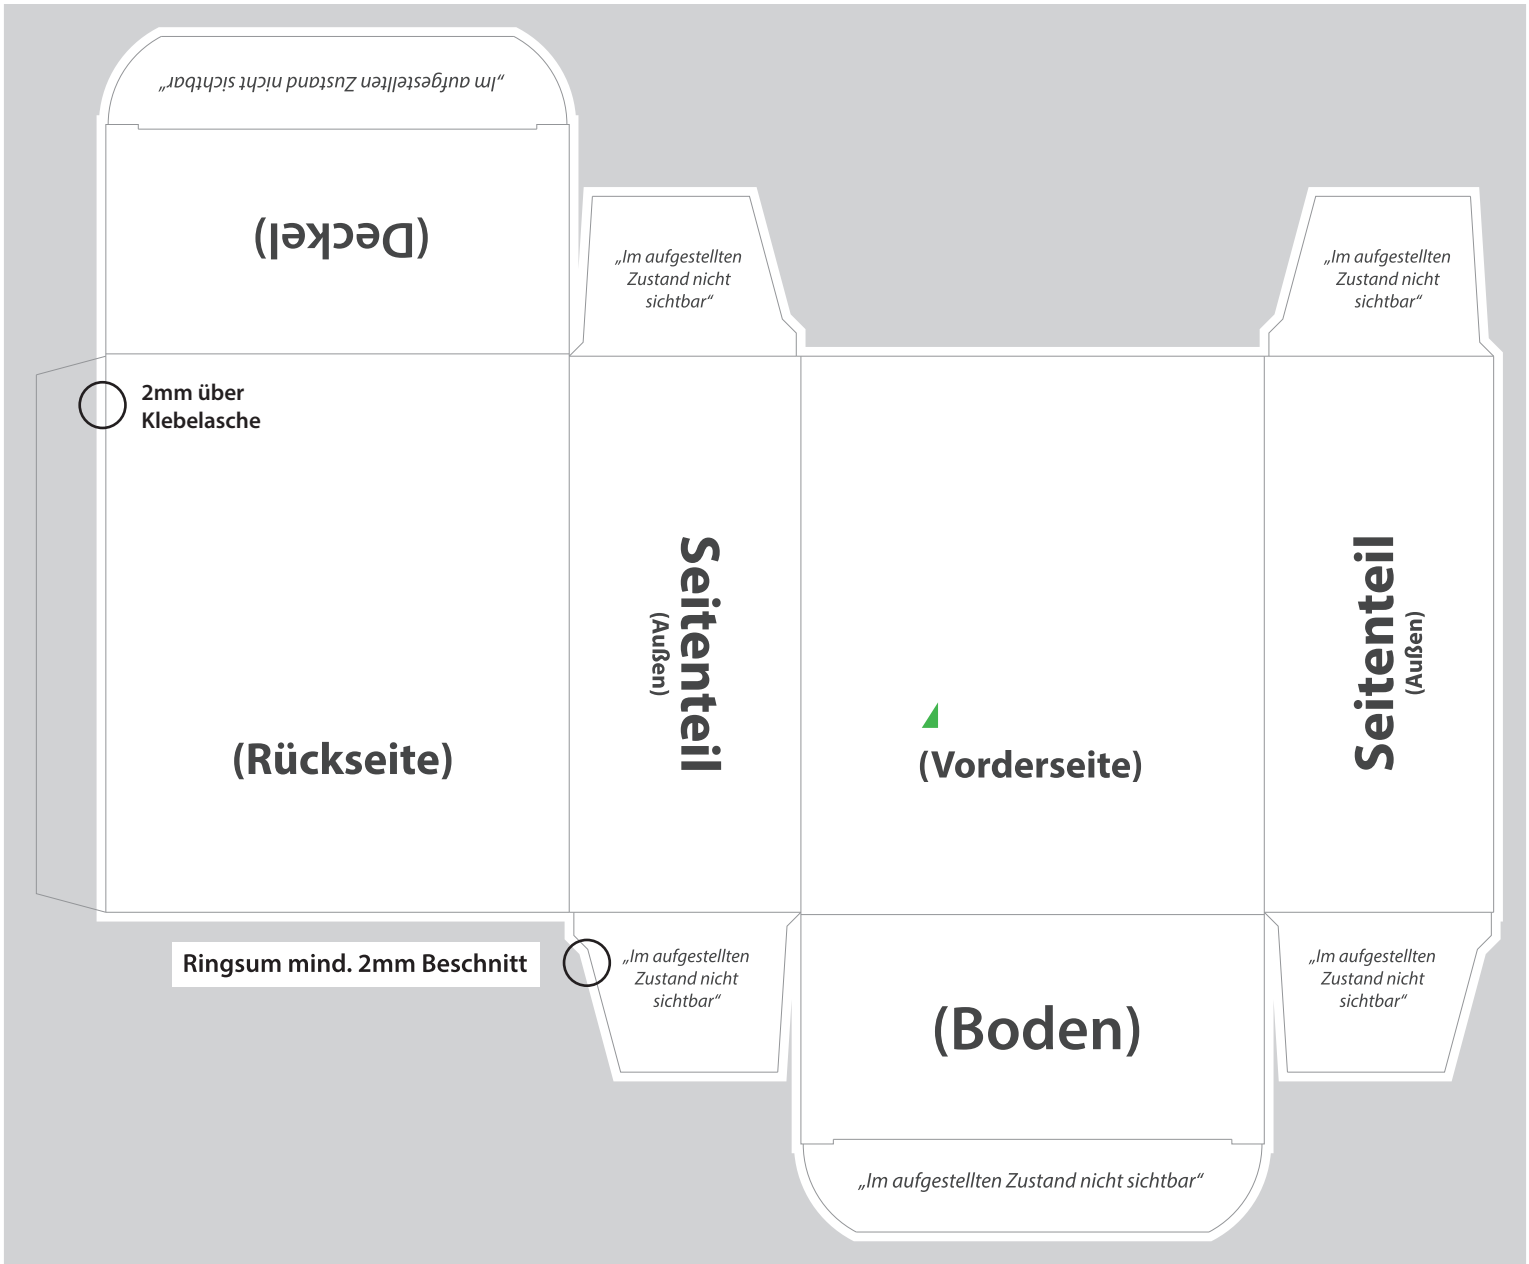 „Im aufgestellten Zustand nicht sichtbar“
(Deckel)
„Im aufgestellten
Zustand nicht
sichtbar“
„Im aufgestellten
Zustand nicht
sichtbar“
2mm über
Klebelasche
Seitenteil
(Außen)
Seitenteil
(Außen)
(Rückseite)
(Vorderseite)
Ringsum mind. 2mm Beschnitt
„Im aufgestellten
Zustand nicht
sichtbar“
„Im aufgestellten
Zustand nicht
sichtbar“
(Boden)
„Im aufgestellten Zustand nicht sichtbar“